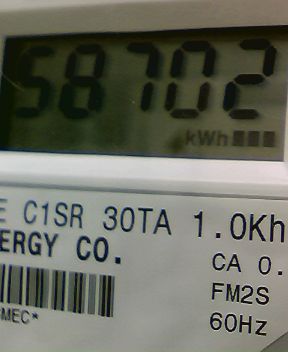 58702
kWh
E C1SR 30TA 1.0Kh
ERGY CO.
CA 0.
FM2S
MEC*
60Hz